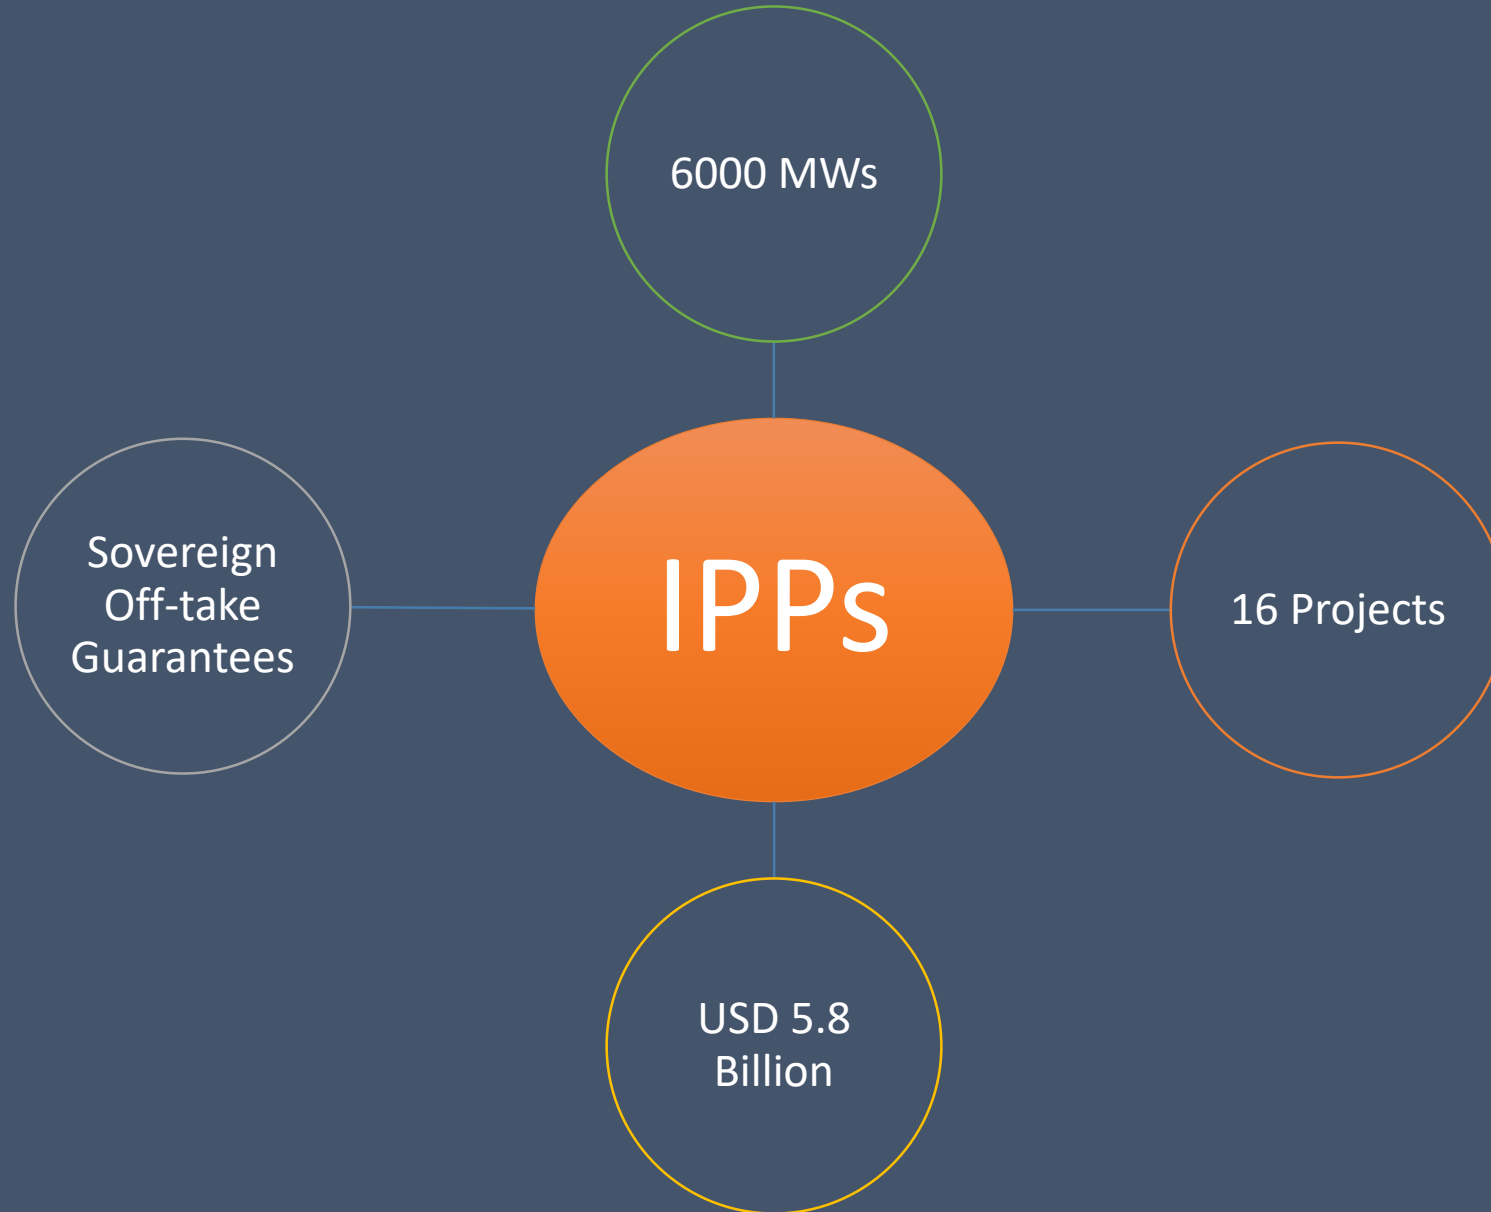 6000 MWs
Sovereign
Off-take
Guarantees
IPPs
16 Projects
USD 5.8
Billion